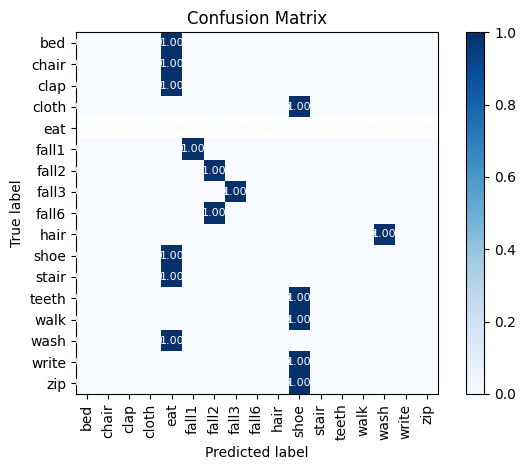 Confusion Matrix
bed 1.00
chair 1.00
clap 1.00
cloth 1.00
eat
fall1 1.00
fall2 1.00
fall3 1.00
fall6 1.00
hair 1.00
shoe 1.00
stair 1.00
teeth 1.00
walk 1.00
wash 1.00
write 1.00
zip 1.00
True label
bed chair clap cloth eat fall1 fall2 fall3 fall6 hair shoe stair teeth walk wash write zip
Predicted label
1.0
0.8
0.6
0.4
0.2
0.0